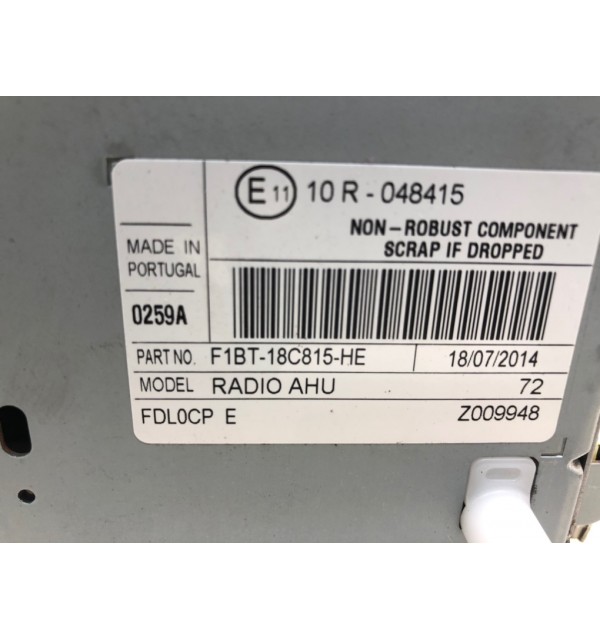 E11 10 R - 048415
NON-ROBUST COMPONENT
SCRAP IF DROPPED
MADE IN
PORTUGAL
0259A
PART NO. F1BT-18C815-HE 18/07/2014
MODEL RADIO AHU 72
FDL0CP E Z009948